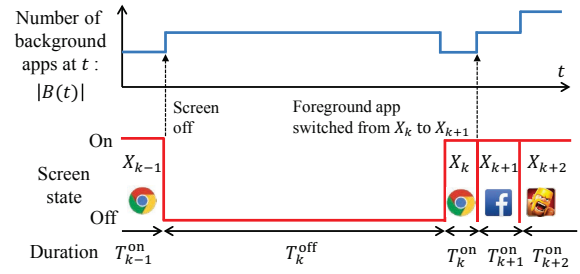 Number of
background
apps at t :
|B(t)|
t
Screen
off
Foreground app
switched from X_k to X_{k+1}
On
X_{k−1}
X_k
X_{k+1}
X_{k+2}
Screen
state
Off
Duration
T_{k−1}^{on}
T_k^{off}
T_k^{on}
T_{k+1}^{on}
T_{k+2}^{on}